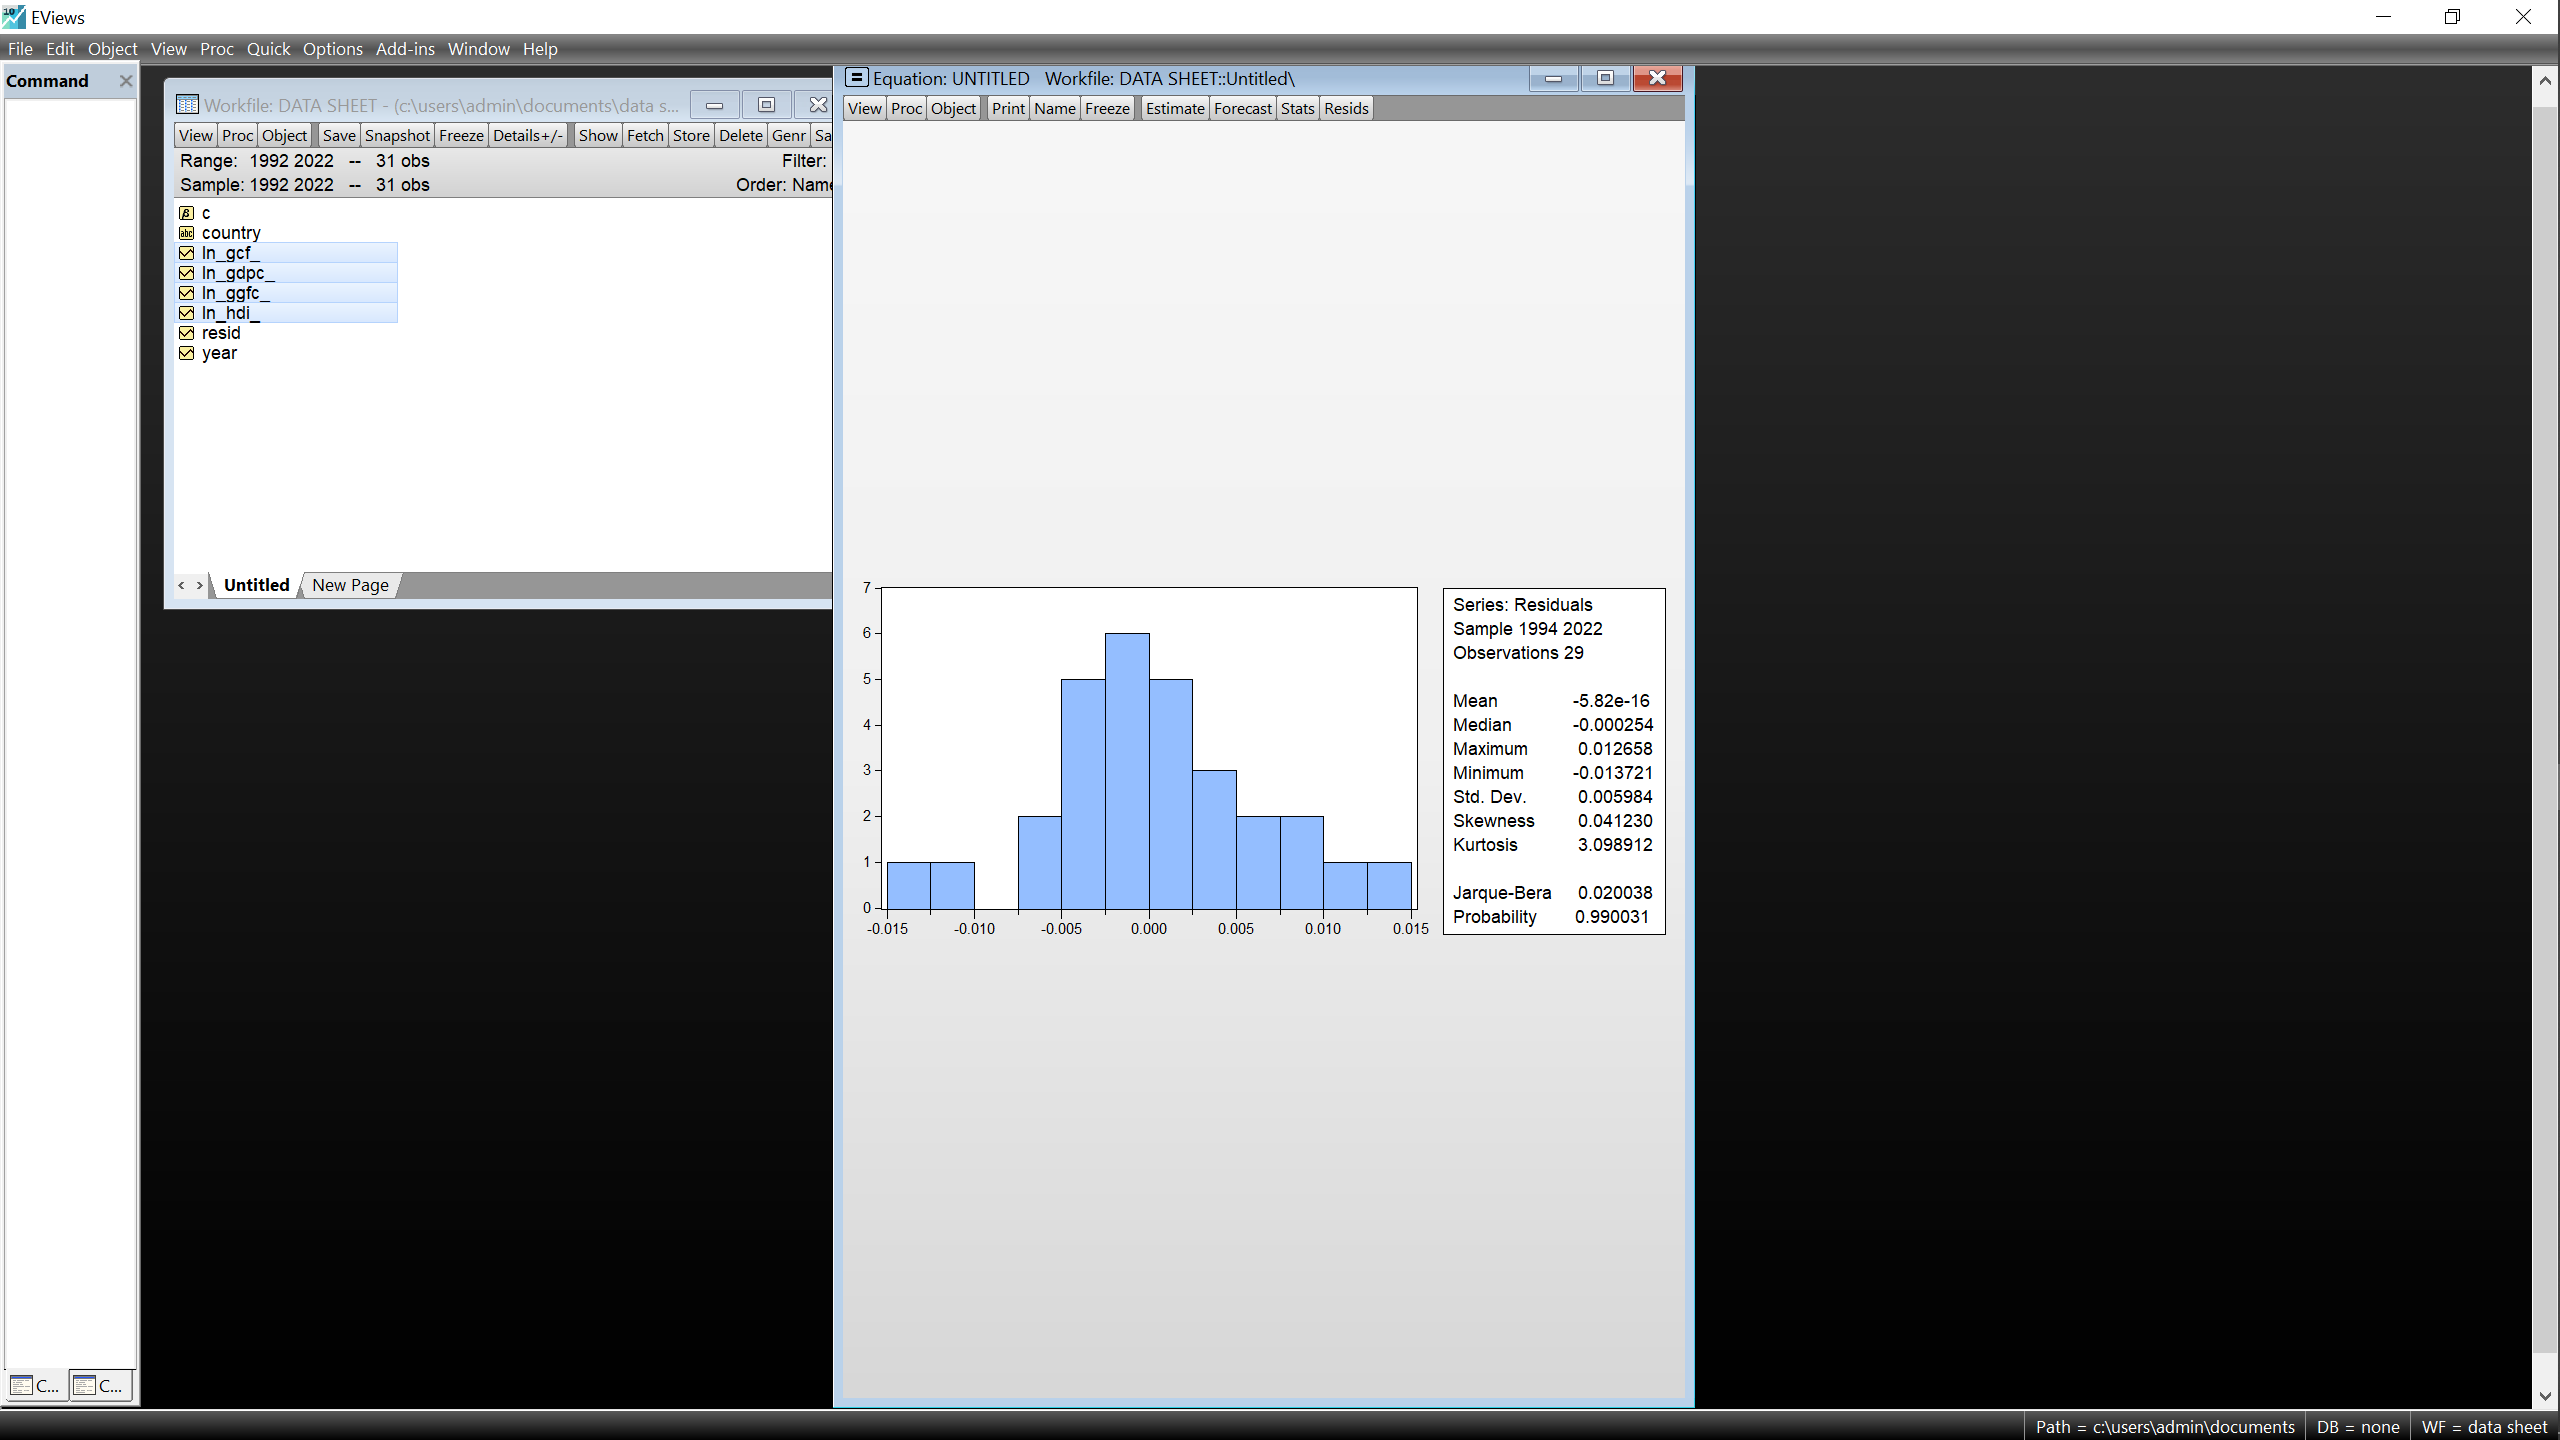 EViews
File Edit Object View Proc Quick Options Add-ins Window Help
Command
C...
C...
Workfile: DATA SHEET - (c:\users\admin\documents\data s...
View Proc Object Save Snapshot Freeze Details+/- Show Fetch Store Delete Genr Sa
Range: 1992 2022 -- 31 obs
Filter:
Sample: 1992 2022 -- 31 obs
Order: Name
c
country
ln_gcf_
ln_gdpc_
ln_ggfc_
ln_hdi_
resid
year
Untitled New Page
Equation: UNTITLED Workfile: DATA SHEET::Untitled\
View Proc Object Print Name Freeze Estimate Forecast Stats Resids
7
6
5
4
3
2
1
0
-0.015 -0.010 -0.005 0.000 0.005 0.010 0.015
Series: Residuals
Sample 1994 2022
Observations 29
Mean -5.82e-16
Median -0.000254
Maximum 0.012658
Minimum -0.013721
Std. Dev. 0.005984
Skewness 0.041230
Kurtosis 3.098912
Jarque-Bera 0.020038
Probability 0.990031
Path = c:\users\admin\documents DB = none WF = data sheet